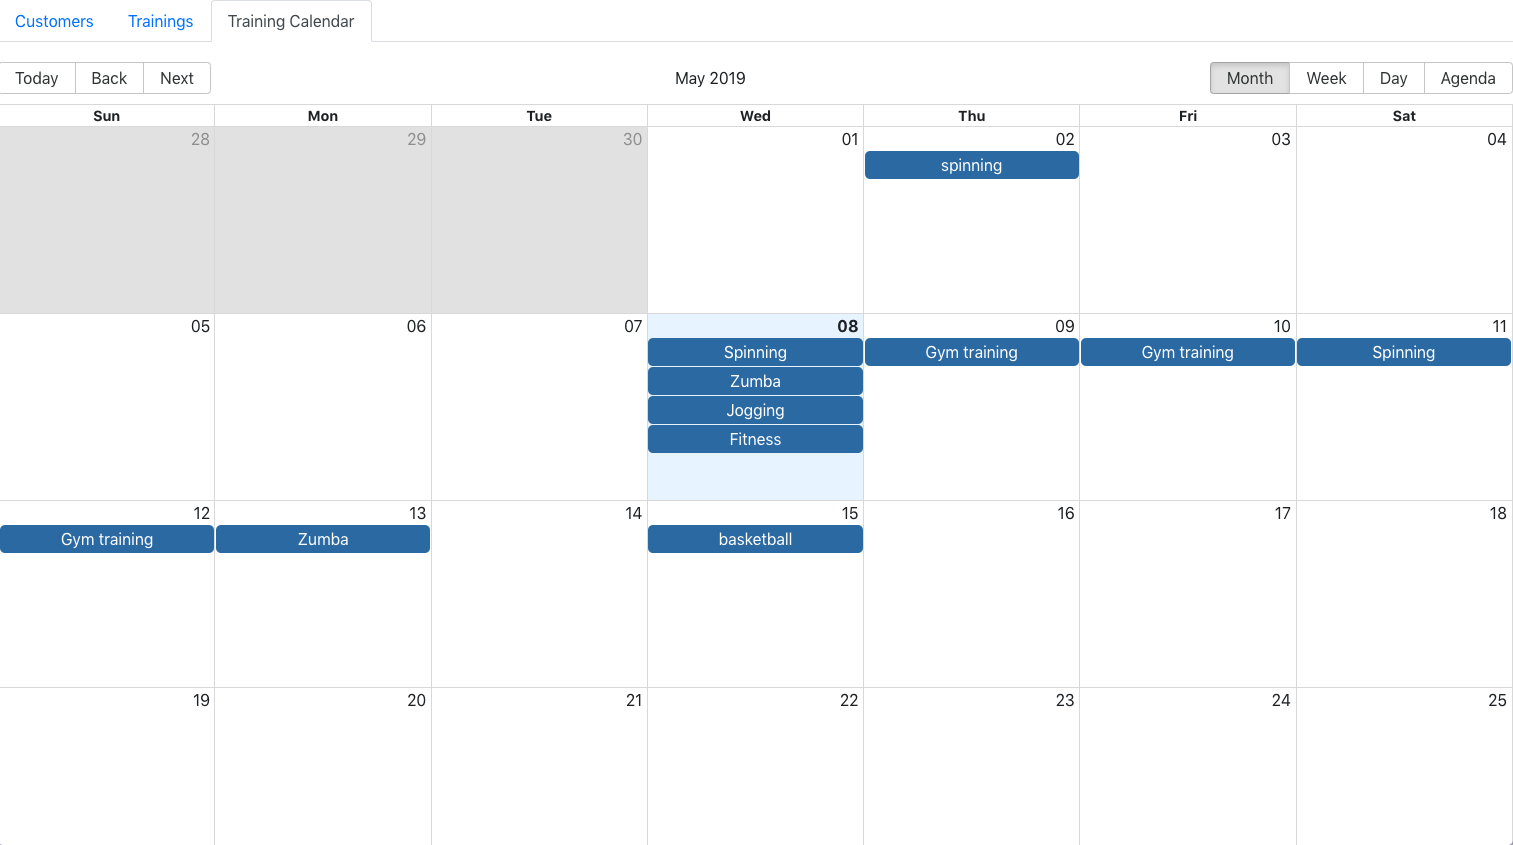 Customers Trainings Training Calendar
Today Back Next May 2019 Month Week Day Agenda
Sun Mon Tue Wed Thu Fri Sat
28 29 30 01 02 03 04
spinning
05 06 07 08 09 10 11
Spinning Gym training Gym training Spinning
Zumba
Jogging
Fitness
12 13 14 15 16 17 18
Gym training Zumba basketball
19 20 21 22 23 24 25